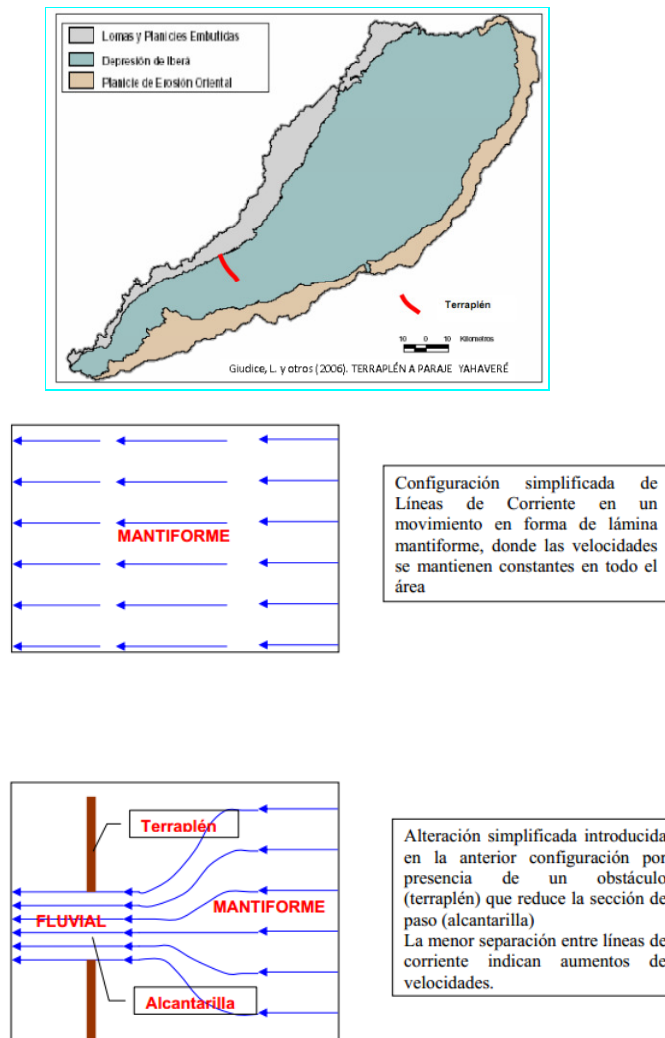 Lomas y Planicies Embutidas
Depresión de Iberá
Planicie de Erosión Oriental
Terraplén
10 0 10 Kilometros
Giudice, L. y otros (2006). TERRAPLÉN A PARAJE YAHAVERÉ
MANTIFORME
Configuración simplificada de
Líneas de Corriente en un
movimiento en forma de lámina
mantiforme, donde las velocidades
se mantienen constantes en todo el
área
Terraplén
MANTIFORME
FLUVIAL
Alcantarilla
Alteración simplificada introducida
en la anterior configuración por
presencia de un obstáculo
(terraplén) que reduce la sección de
paso (alcantarilla)
La menor separación entre líneas de
corriente indican aumentos de
velocidades.